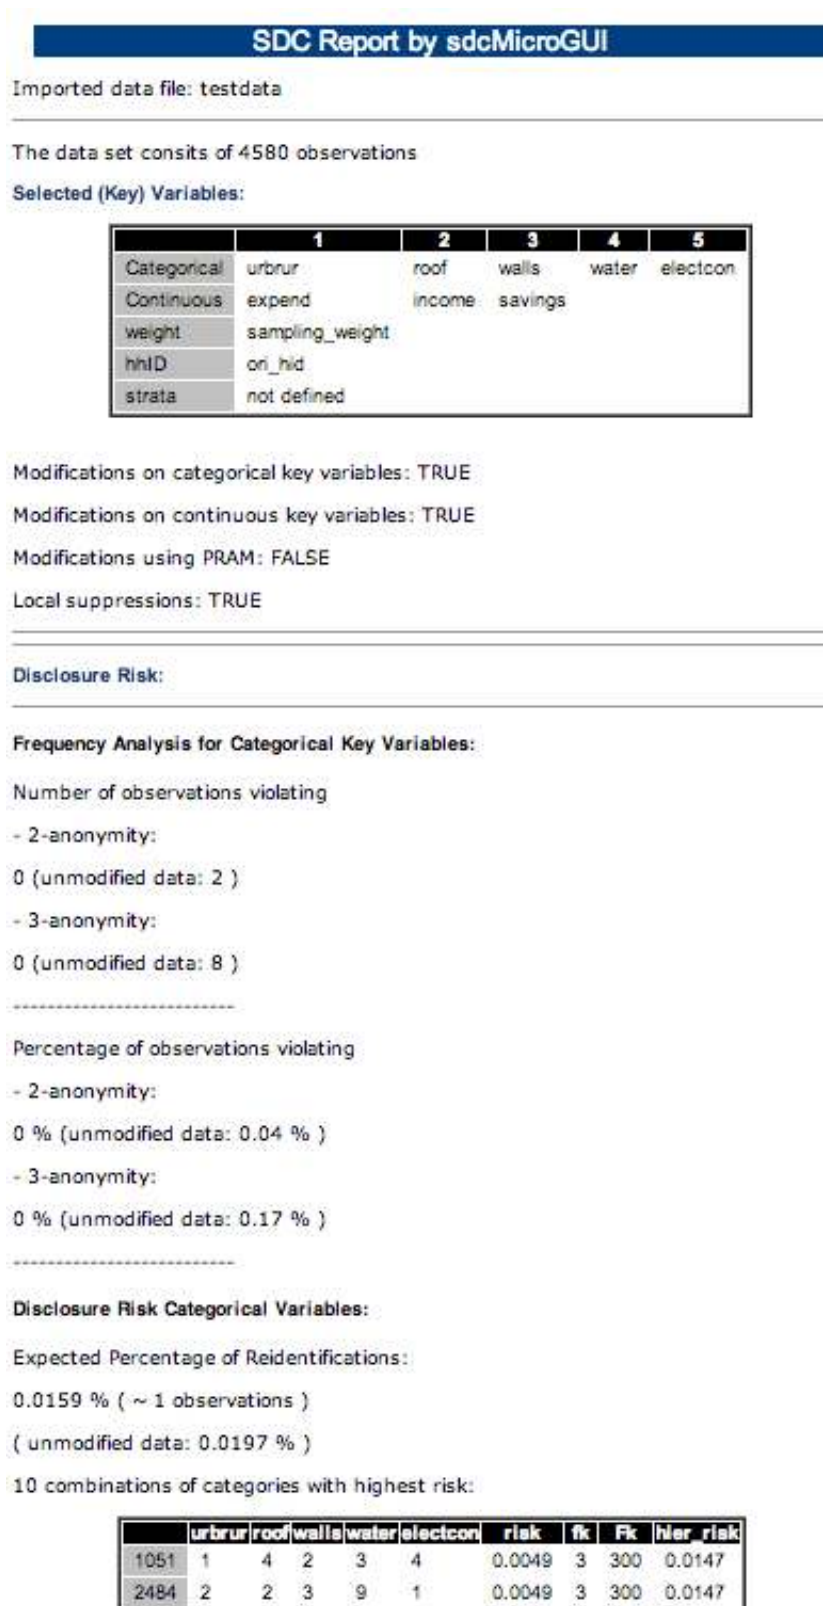 SDC Report by sdcMicroGUI
Imported data file: testdata
The data set consits of 4580 observations
Selected (Key) Variables:
1 2 3 4 5
Categorical urbrur roof walls water electcon
Continuous expend income savings
weight sampling_weight
hhID ori_hid
strata not defined
Modifications on categorical key variables: TRUE
Modifications on continuous key variables: TRUE
Modifications using PRAM: FALSE
Local suppressions: TRUE
Disclosure Risk:
Frequency Analysis for Categorical Key Variables:
Number of observations violating
- 2-anonymity:
0 (unmodified data: 2 )
- 3-anonymity:
0 (unmodified data: 8 )
---------------------------
Percentage of observations violating
- 2-anonymity:
0 % (unmodified data: 0.04 % )
- 3-anonymity:
0 % (unmodified data: 0.17 % )
---------------------------
Disclosure Risk Categorical Variables:
Expected Percentage of Reidentifications:
0.0159 % ( ~ 1 observations )
( unmodified data: 0.0197 % )
10 combinations of categories with highest risk:
urbrur roof walls water electcon risk fk Fk hier_risk
1051 1 4 2 3 4 0.0049 3 300 0.0147
2484 2 2 3 9 1 0.0049 3 300 0.0147